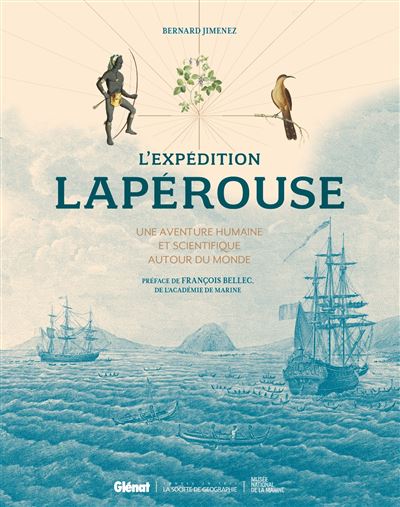 BERNARD JIMENEZ
L'EXPÉDITION
LAPÉROUSE
UNE AVENTURE HUMAINE
ET SCIENTIFIQUE
AUTOUR DU MONDE
PRÉFACE DE FRANÇOIS BELLEC,
DE L'ACADÉMIE DE MARINE
Glénat
LA SOCIÉTÉ DE GÉOGRAPHIE
MUSÉE
NATIONAL
DE LA MARINE